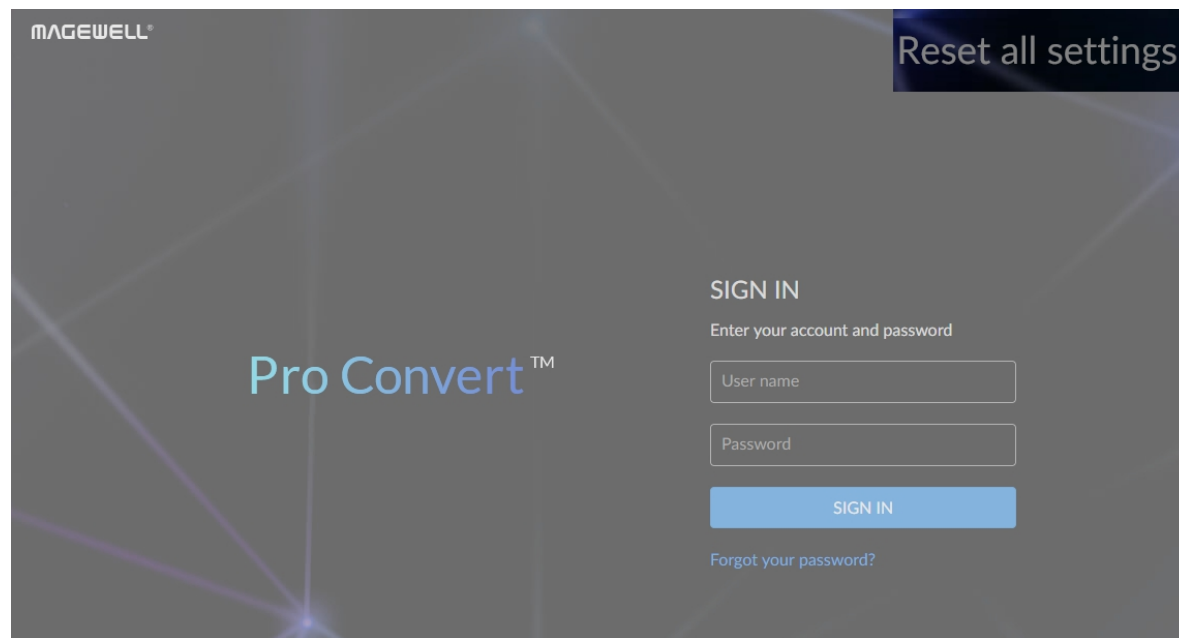 MAGEWELL®
Reset all settings
SIGN IN
Enter your account and password
Pro Convert™
User name
Password
SIGN IN
Forgot your password?